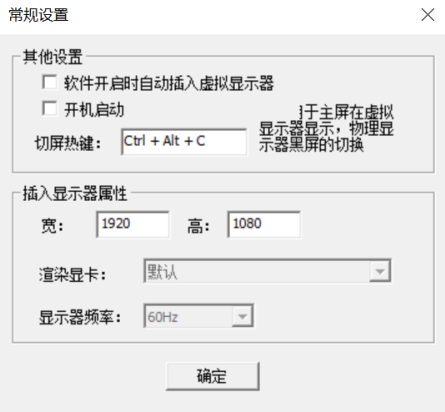 常规设置
其他设置
软件开启时自动插入虚拟显示器
开机启动
切屏热键：
Ctrl + Alt + C
于主屏在虚拟
显示器显示，物理显
示器黑屏的切换
插入显示器属性
宽： 1920 高： 1080
渲染显卡： 默认
显示器频率： 60Hz
确定